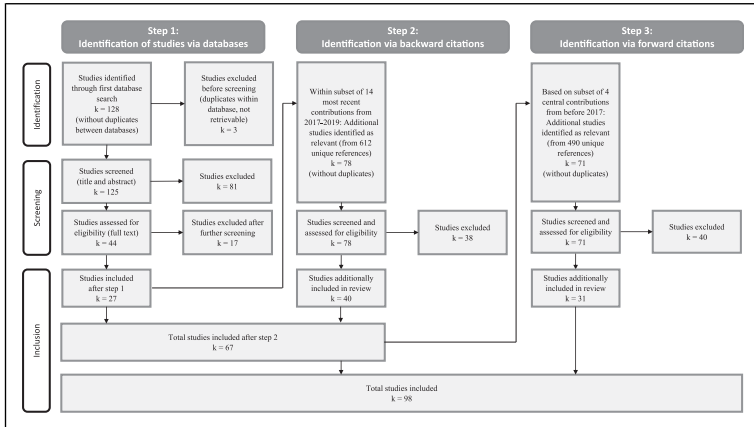 Step 1:
Identification of studies via databases
Step 2:
Identification via backward citations
Step 3:
Identification via forward citations
Identification
Studies identified
through first database
search
k = 128
(without duplicates
between databases)
Studies excluded
before screening
(duplicates within
database, not
retrievable)
k = 3
Within subset of 14
most recent
contributions from
2017-2019: Additional
studies identified as
relevant (from 612
unique references)
k = 78
(without duplicates)
Based on subset of 4
central contributions
from before 2017:
Additional studies
identified as relevant
(from 490 unique
references)
k = 71
(without duplicates)
Screening
Studies screened
(title and abstract)
k = 125
Studies excluded
k = 81
Studies assessed for
eligibility (full text)
k = 44
Studies excluded after
further screening
k = 17
Studies screened and
assessed for eligibility
k = 78
Studies excluded
k = 38
Studies screened and
assessed for eligibility
k = 71
Studies excluded
k = 40
Inclusion
Studies included
after step 1
k = 27
Studies additionally
included in review
k = 40
Studies additionally
included in review
k = 31
Total studies included after step 2
k = 67
Total studies included
k = 98